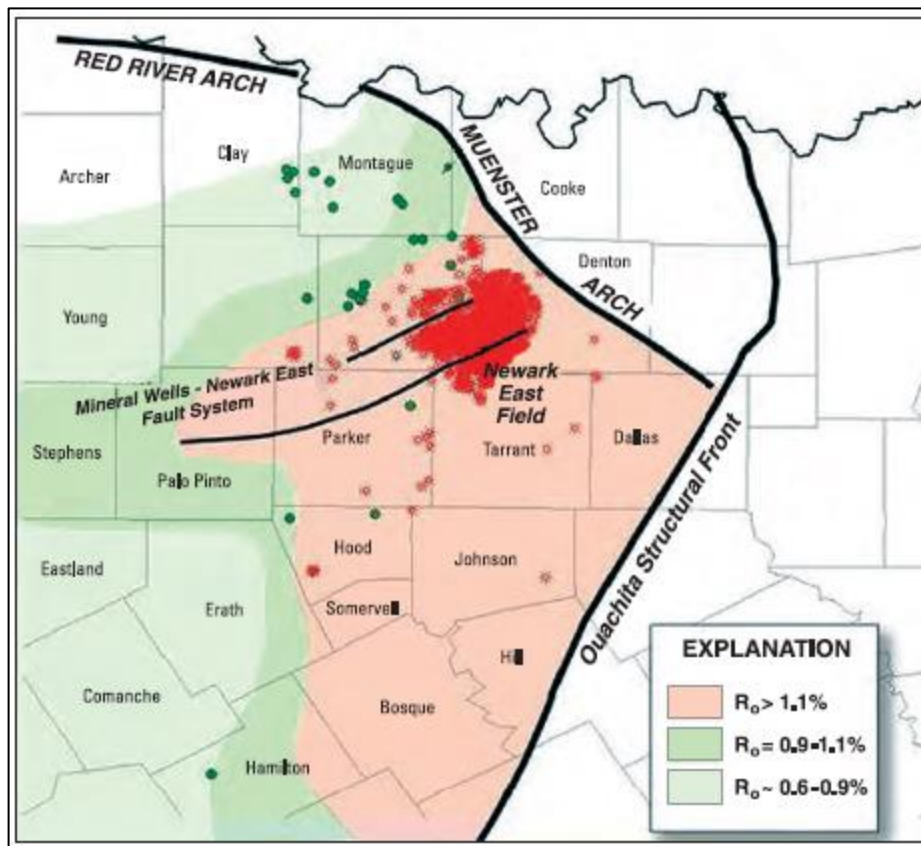 RED RIVER ARCH
MUENSTER
ARCH
Archer
Clay
Montague
Cooke
Young
Denton
Mineral Wells - Newark East
Fault System
Newark
East
Field
Stephens
Palo Pinto
Parker
Tarrant
Dallas
Ouachita Structural Front
Eastland
Erath
Hood
Johnson
Somervell
Hill
Comanche
Bosque
Hamilton
EXPLANATION
Ro > 1.1%
Ro = 0.9-1.1%
Ro ~ 0.6-0.9%